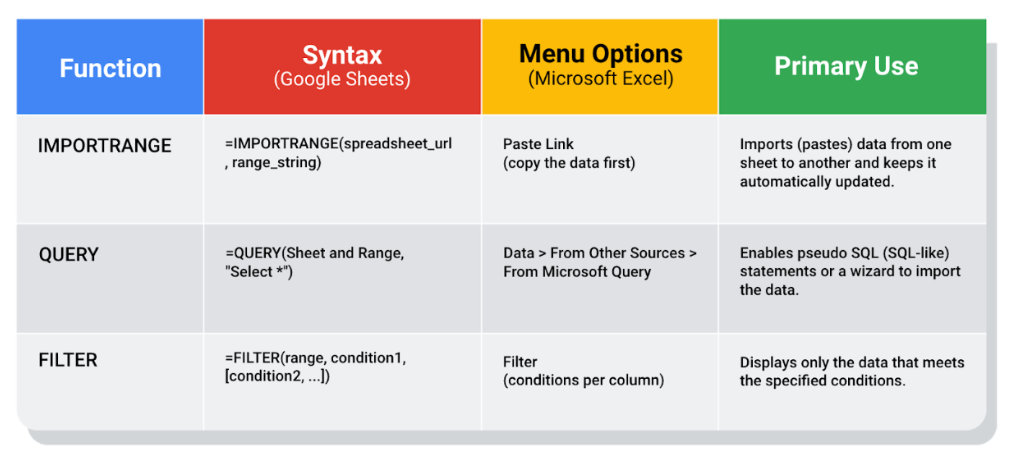 Function
Syntax
(Google Sheets)
Menu Options
(Microsoft Excel)
Primary Use
IMPORTRANGE
=IMPORTRANGE(spreadsheet_url
, range_string)
Paste Link
(copy the data first)
Imports (pastes) data from one
sheet to another and keeps it
automatically updated.
QUERY
=QUERY(Sheet and Range,
"Select *")
Data > From Other Sources >
From Microsoft Query
Enables pseudo SQL (SQL-like)
statements or a wizard to import
the data.
FILTER
=FILTER(range, condition1,
[condition2, ...])
Filter
(conditions per column)
Displays only the data that meets
the specified conditions.